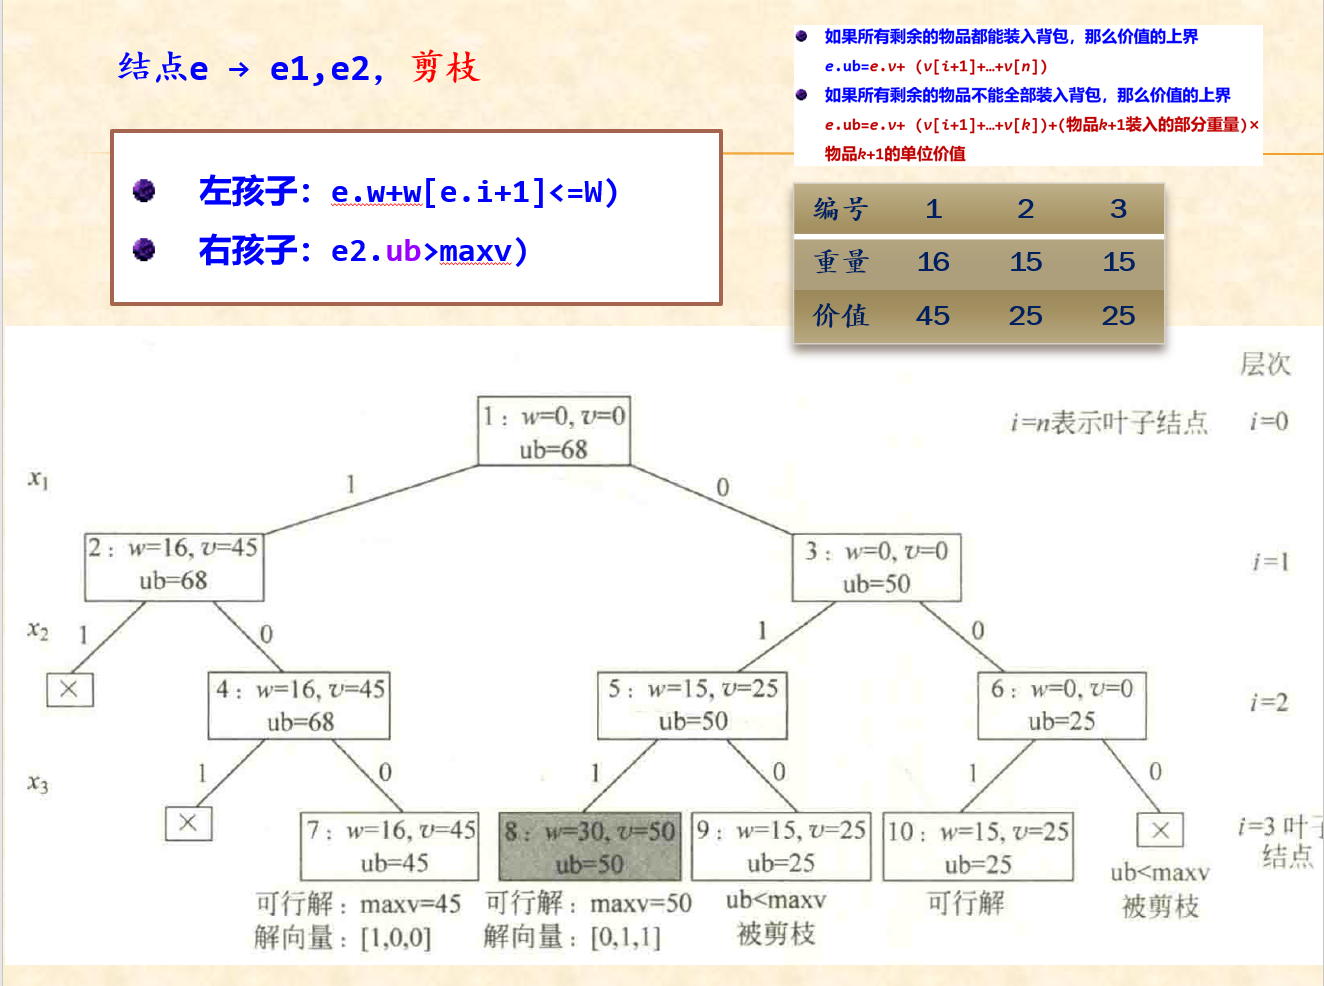 结点e → e1,e2，剪枝
左孩子：e.w+w[e.i+1]<=W)
右孩子：e2.ub>maxv)
如果所有剩余的物品都能装入背包，那么价值的上界
e.ub=e.v+ (v[i+1]+…+v[n])
如果所有剩余的物品不能全部装入背包，那么价值的上界
e.ub=e.v+ (v[i+1]+…+v[k])+(物品k+1装入的部分重量)×
物品k+1的单位价值
编号 1 2 3
重量 16 15 15
价值 45 25 25
层次
1：w=0, v=0
ub=68
i=n表示叶子结点 i=0
x1 1 0
2：w=16, v=45
ub=68
3：w=0, v=0
ub=50
i=1
x2 1 0 1 0
×
4：w=16, v=45
ub=68
5：w=15, v=25
ub=50
6：w=0, v=0
ub=25
i=2
x3 1 0 1 0 1 0
×
7：w=16, v=45
ub=45
8：w=30, v=50
ub=50
9：w=15, v=25
ub=25
10：w=15, v=25
ub=25
×
i=3 叶子
结点
可行解：maxv=45
解向量：[1,0,0]
可行解：maxv=50
解向量：[0,1,1]
ub<maxv
被剪枝
可行解
ub<maxv
被剪枝